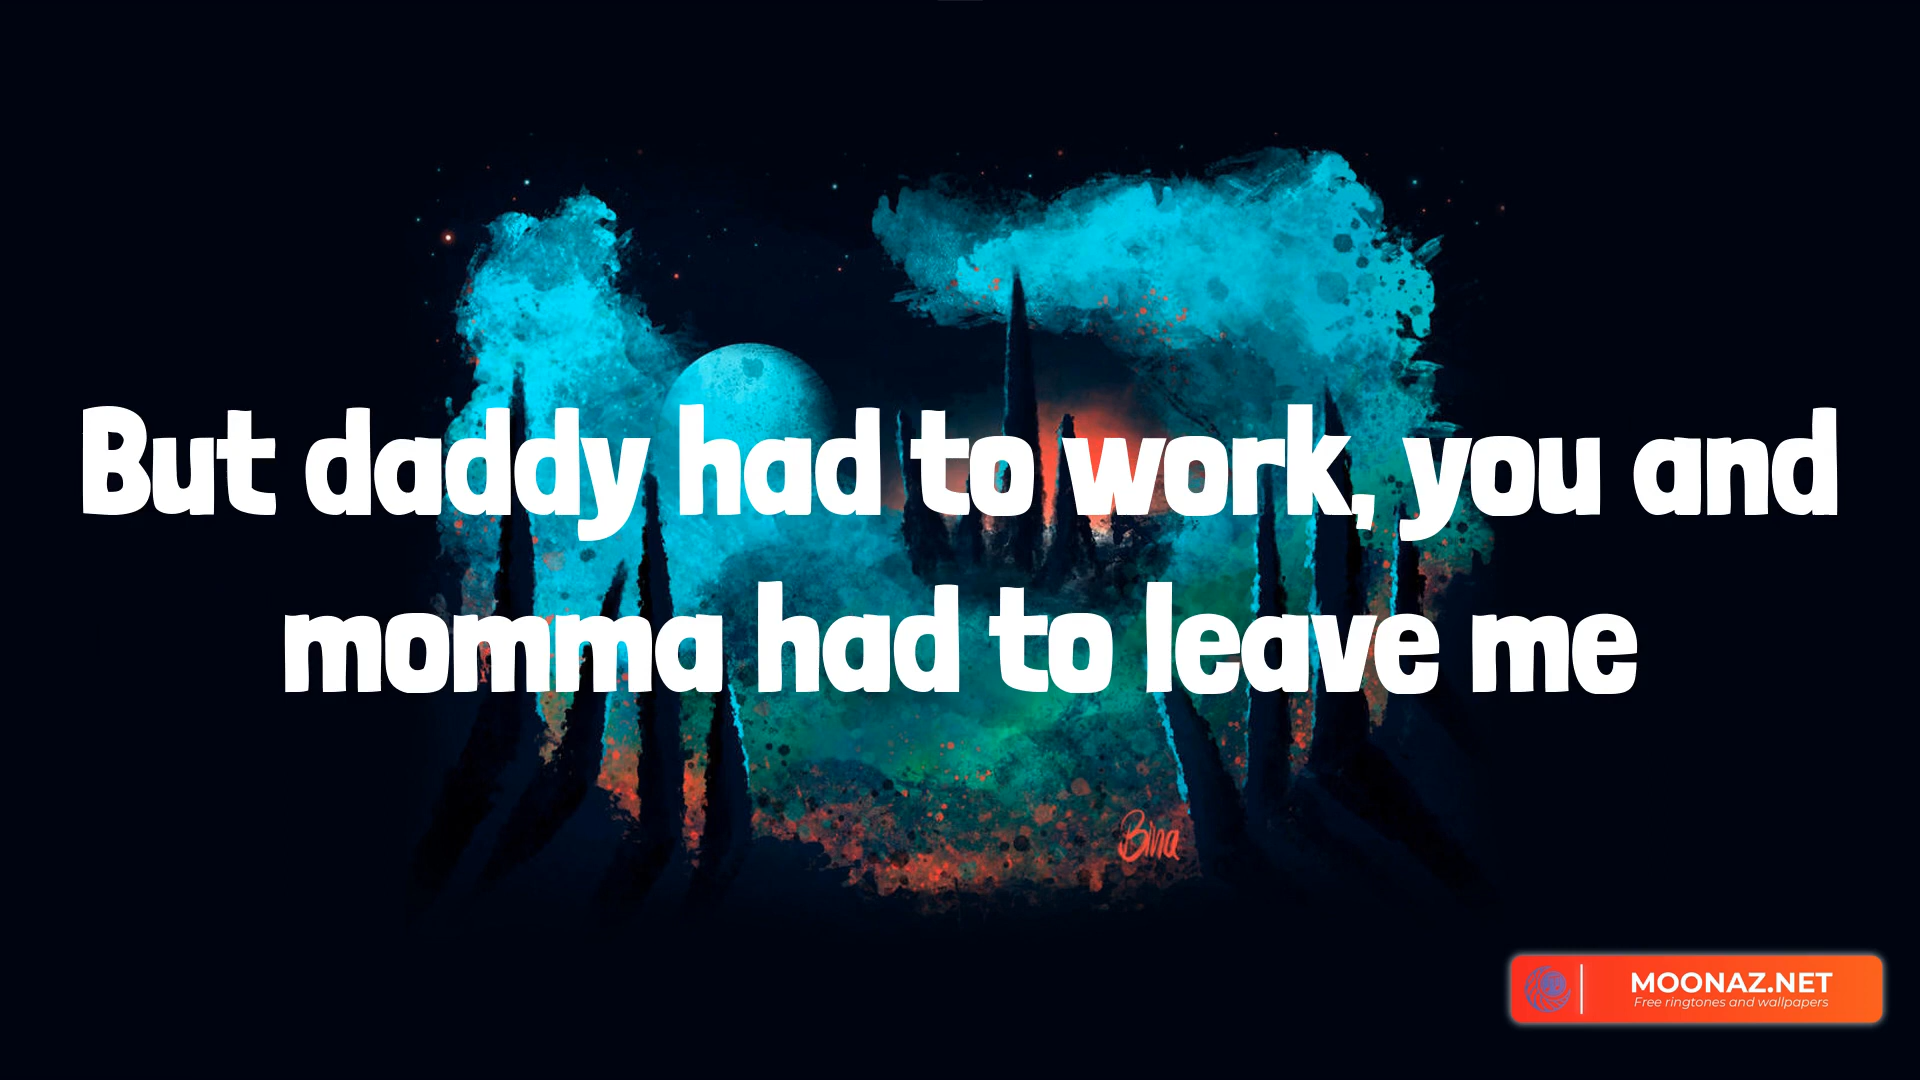 But daddy had to work, you and
momma had to leave me
Bina
MOONAZ.NET
Free ringtones and wallpapers